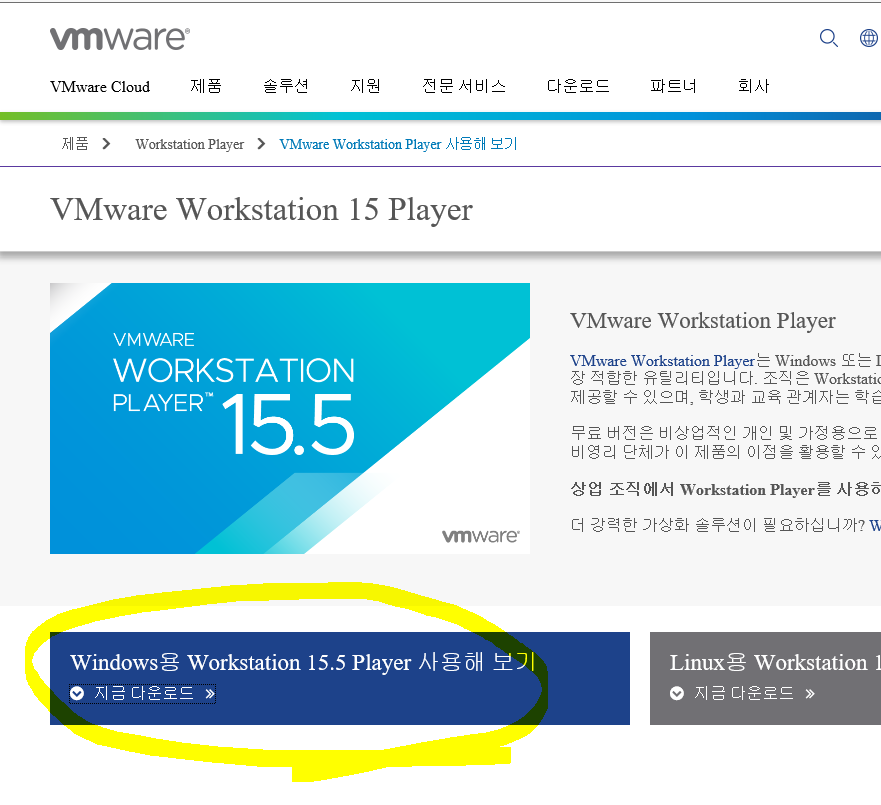 vmware®
VMware Cloud 제품 솔루션 지원 전문 서비스 다운로드 파트너 회사
제품 Workstation Player VMware Workstation Player 사용해 보기
VMware Workstation 15 Player
VMWARE
WORKSTATION
PLAYER™ 15.5
vmware®
VMware Workstation Player
VMware Workstation Player는 Windows 또는
장 적합한 유틸리티입니다. 조직은 Workstatio
제공할 수 있으며, 학생과 교육 관계자는 학습
무료 버전은 비상업적인 개인 및 가정용으로
비영리 단체가 이 제품의 이점을 활용할 수 있
상업 조직에서 Workstation Player를 사용하
더 강력한 가상화 솔루션이 필요하십니까? W
Windows용 Workstation 15.5 Player 사용해 보기
지금 다운로드 »
Linux용 Workstation 1
지금 다운로드 »